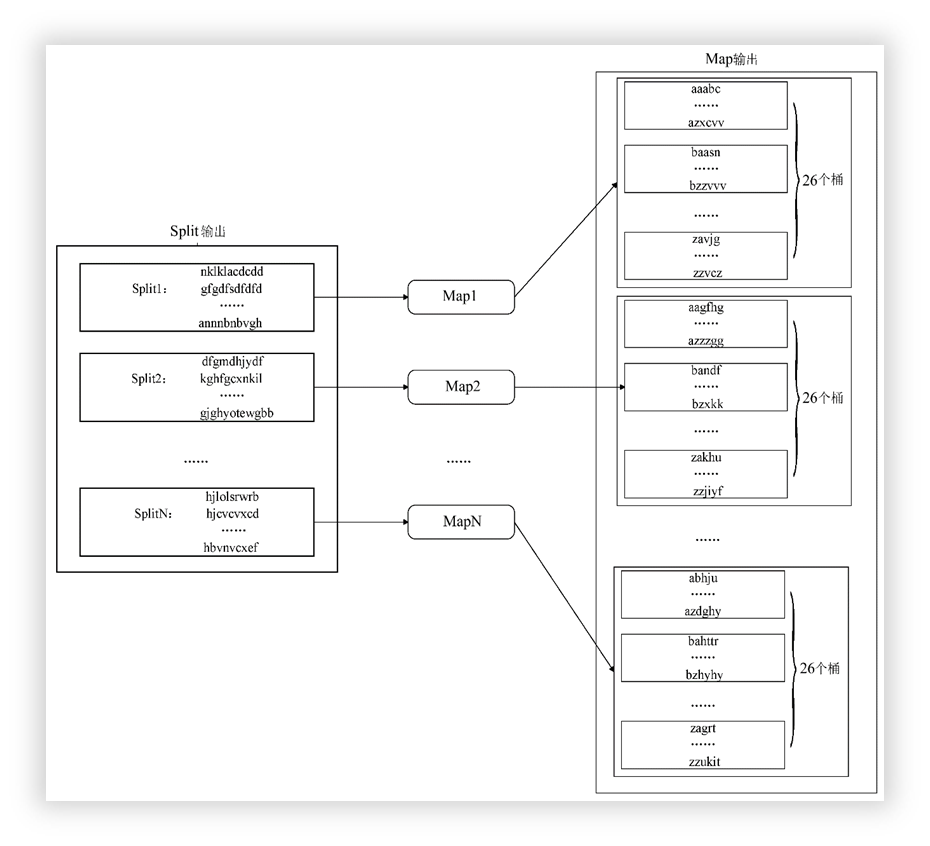 Split输出
Split1：
nklklacdcdd
gfgdfsdfdfd
……
annnbnbvgh
Split2：
dfgmdhjydf
kghfgcxnkil
……
gjghyotewgbb
……
SplitN：
hjlolsrwrb
hjcvcvxcd
……
hbvnvcxef
Map1
Map2
……
MapN
Map输出
aaabc
……
azxcvv
baasn
……
bzzvvv
……
zavjg
……
zzvcz
26个桶
aagfhg
……
azzzgg
bandf
……
bzxkk
……
zakhu
……
zzjiyf
26个桶
……
abhju
……
azdghy
bahttr
……
bzhyhy
……
zagrt
……
zzukit
26个桶